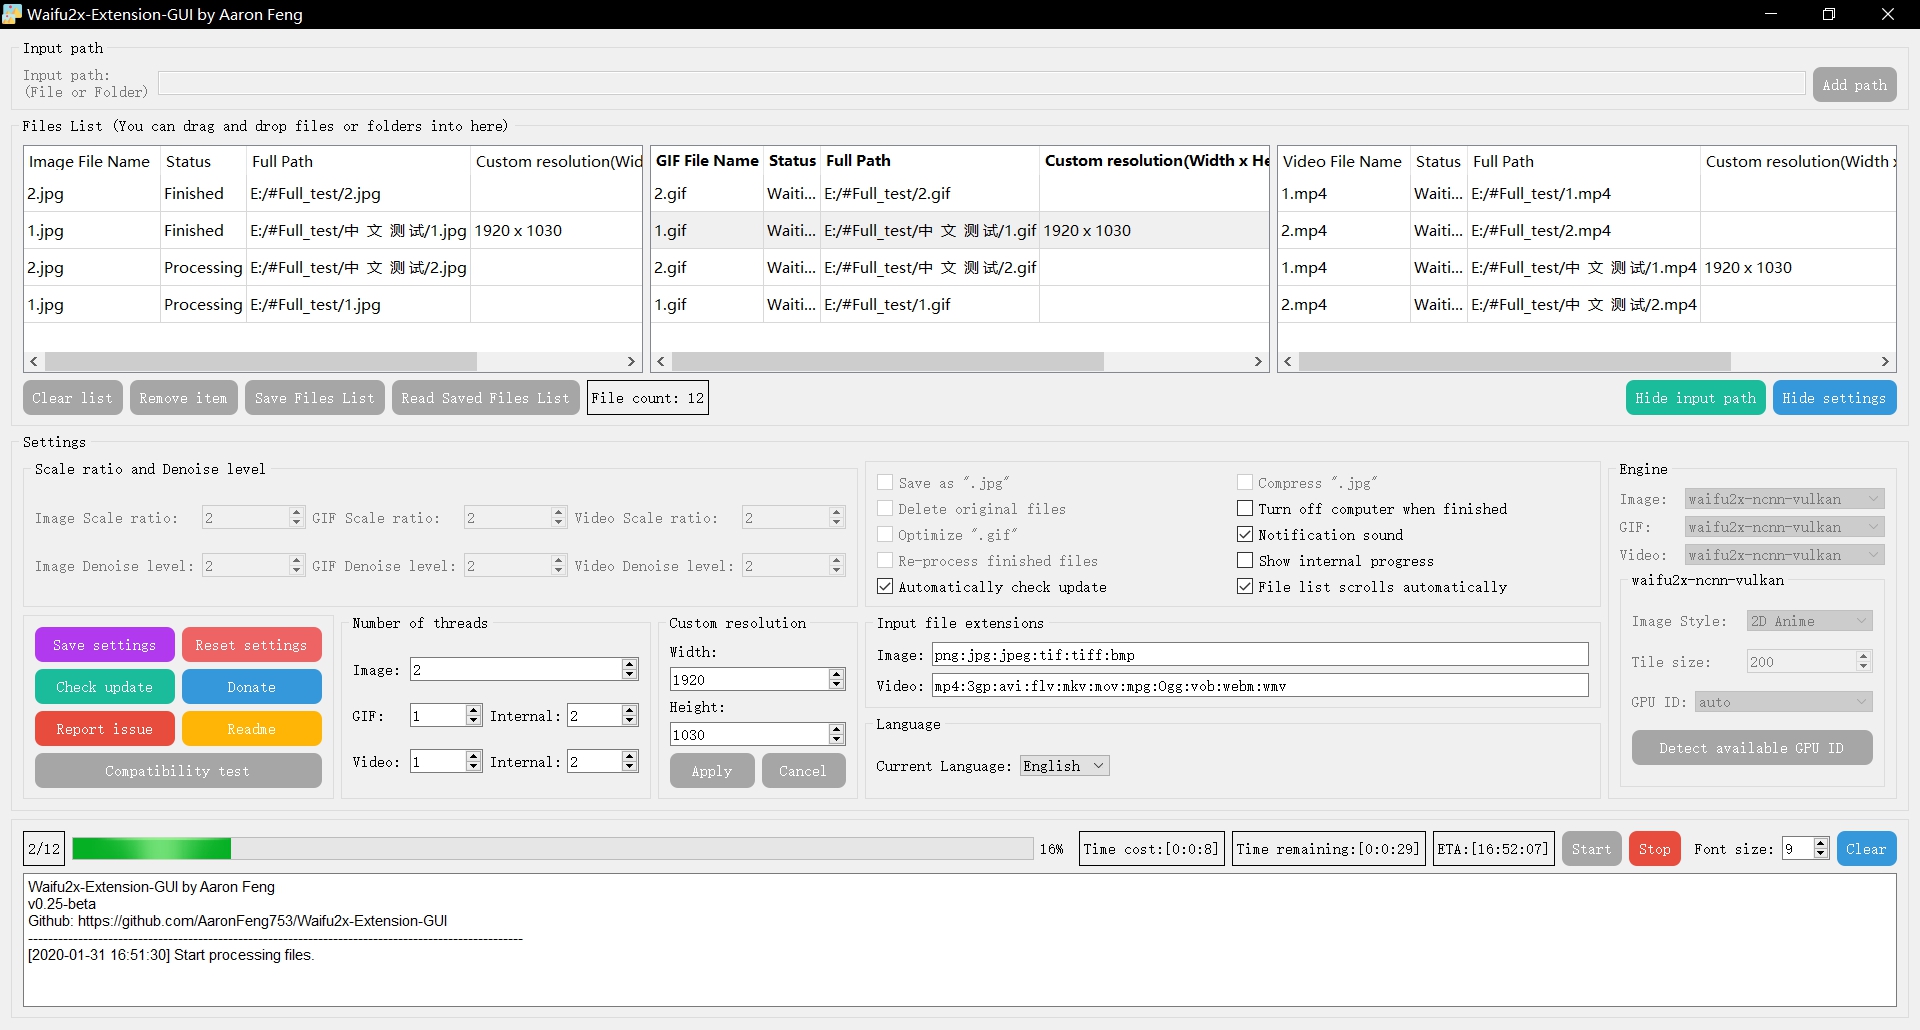 Waifu2x-Extension-GUI by Aaron Feng
Input path
Input path:
(File or Folder)
Add path
Files List (You can drag and drop files or folders into here)
Image File Name Status Full Path Custom resolution(Wid
2.jpg Finished E:/#Full_test/2.jpg
1.jpg Finished E:/#Full_test/中 文 测 试/1.jpg 1920 x 1030
2.jpg Processing E:/#Full_test/中 文 测 试/2.jpg
1.jpg Processing E:/#Full_test/1.jpg
GIF File Name Status Full Path Custom resolution(Width x He
2.gif Waiti... E:/#Full_test/2.gif
1.gif Waiti... E:/#Full_test/中 文 测 试/1.gif 1920 x 1030
2.gif Waiti... E:/#Full_test/中 文 测 试/2.gif
1.gif Waiti... E:/#Full_test/1.gif
Video File Name Status Full Path Custom resolution(Width x
1.mp4 Waiti... E:/#Full_test/1.mp4
2.mp4 Waiti... E:/#Full_test/2.mp4
1.mp4 Waiti... E:/#Full_test/中 文 测 试/1.mp4 1920 x 1030
2.mp4 Waiti... E:/#Full_test/中 文 测 试/2.mp4
Clear list Remove item Save Files List Read Saved Files List File count: 12 Hide input path Hide settings
Settings
Scale ratio and Denoise level
Image Scale ratio: 2 GIF Scale ratio: 2 Video Scale ratio: 2
Image Denoise level: 2 GIF Denoise level: 2 Video Denoise level: 2
Save as ".jpg" Compress ".jpg"
Delete original files Turn off computer when finished
Optimize ".gif" Notification sound
Re-process finished files Show internal progress
Automatically check update File list scrolls automatically
Engine
Image: waifu2x-ncnn-vulkan
GIF: waifu2x-ncnn-vulkan
Video: waifu2x-ncnn-vulkan
waifu2x-ncnn-vulkan
Image Style: 2D Anime
Tile size: 200
GPU ID: auto
Detect available GPU ID
Save settings Reset settings
Check update Donate
Report issue Readme
Compatibility test
Number of threads
Image: 2
GIF: 1 Internal: 2
Video: 1 Internal: 2
Custom resolution
Width:
1920
Height:
1030
Apply Cancel
Input file extensions
Image: png:jpg:jpeg:tif:tiff:bmp
Video: mp4:3gp:avi:flv:mkv:mov:mpg:Ogg:vob:webm:wmv
Language
Current Language: English
2/12 16% Time cost:[0:0:8] Time remaining:[0:0:29] ETA:[16:52:07] Start Stop Font size: 9 Clear
Waifu2x-Extension-GUI by Aaron Feng
v0.25-beta
Github: https://github.com/AaronFeng753/Waifu2x-Extension-GUI
---------------------------------------------------------------------------------------------------
[2020-01-31 16:51:30] Start processing files.